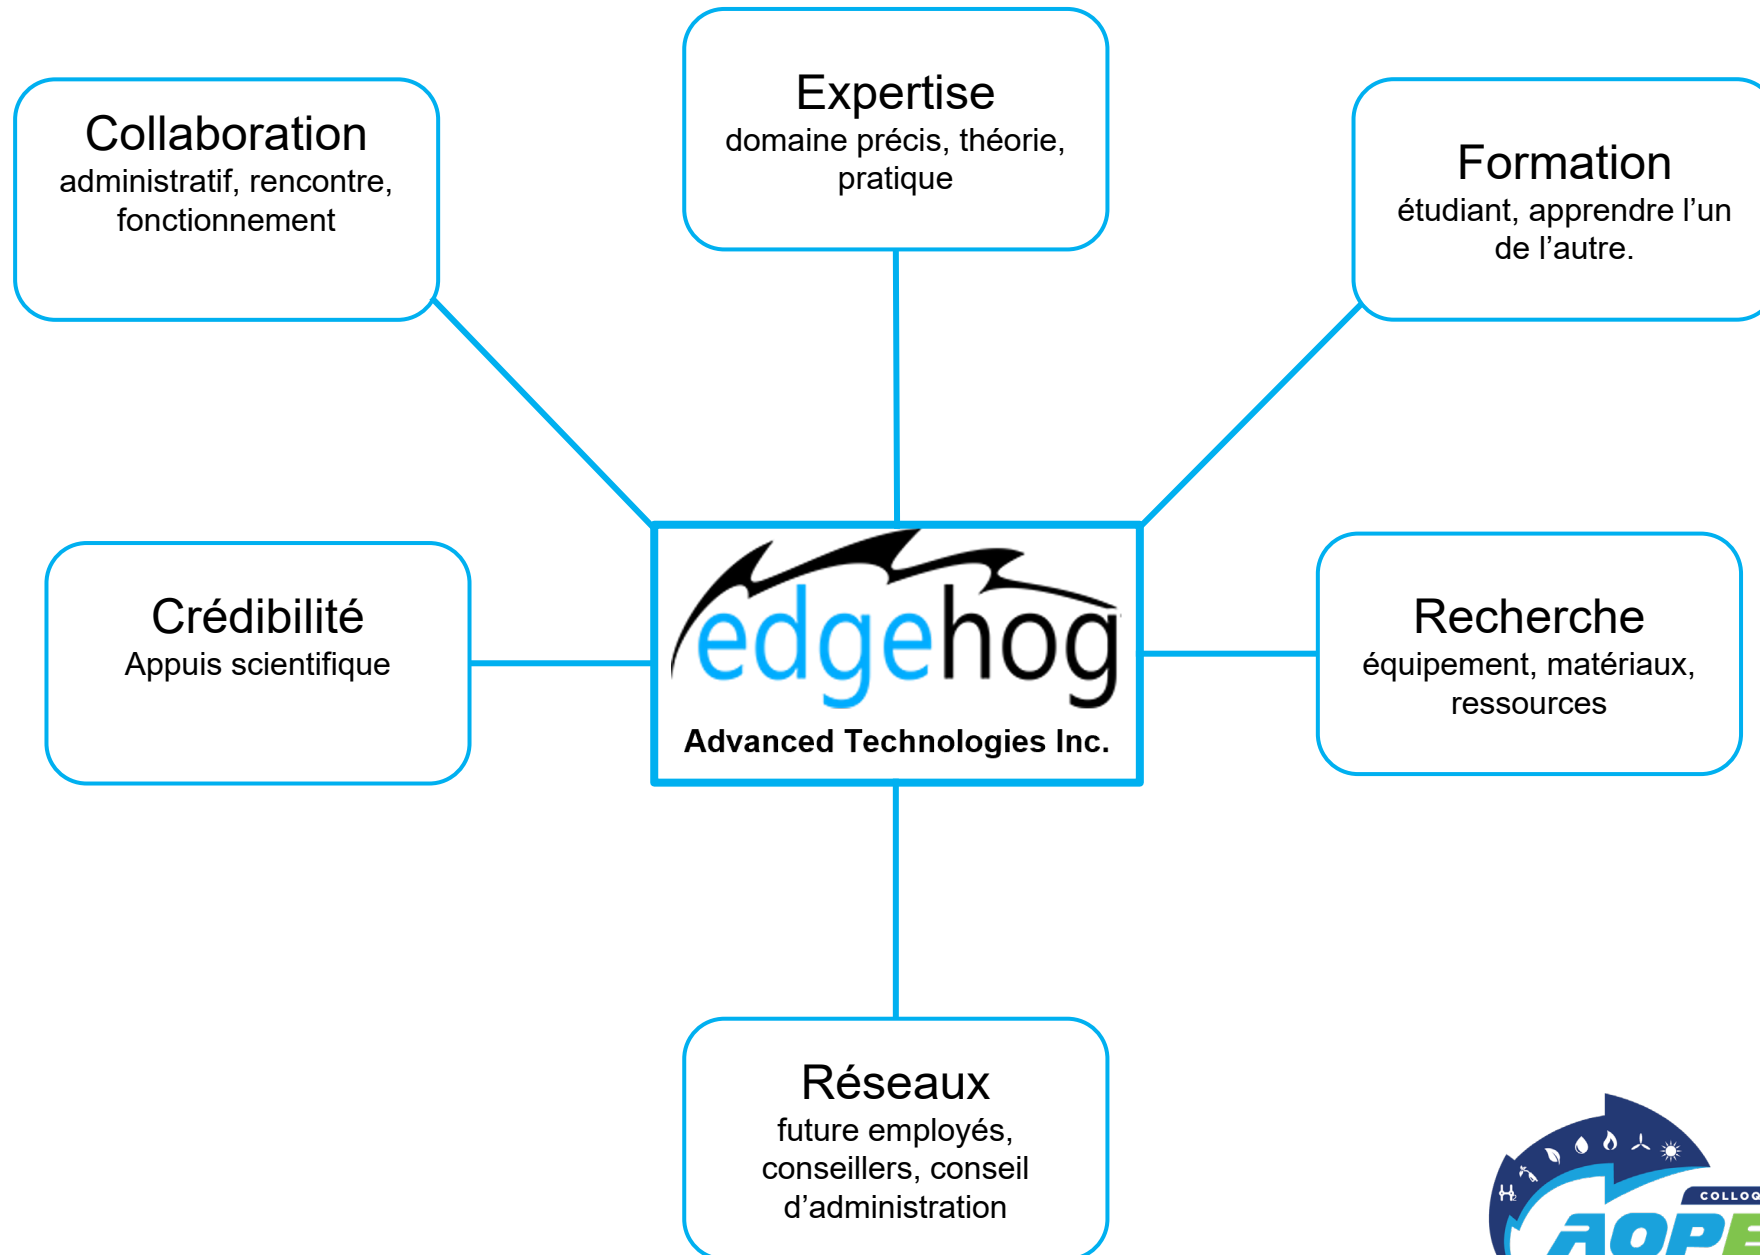 Expertise
domaine précis, théorie,
pratique
Collaboration
administratif, rencontre,
fonctionnement
Formation
étudiant, apprendre l’un
de l’autre.
Crédibilité
Appuis scientifique
edgehog
Advanced Technologies Inc.
Recherche
équipement, matériaux,
ressources
Réseaux
future employés,
conseillers, conseil
d’administration
H2